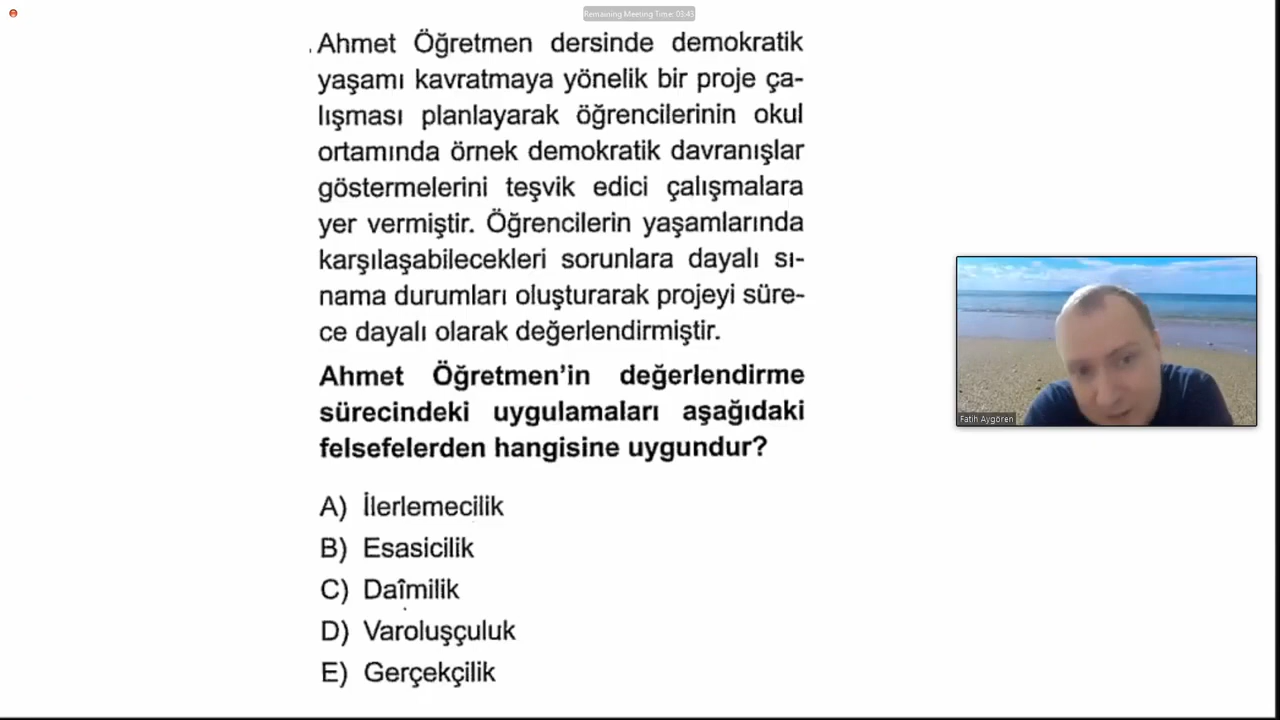 Remaining Meeting Time: 03:43
Ahmet Öğretmen dersinde demokratik
yaşamı kavratmaya yönelik bir proje ça-
lışması planlayarak öğrencilerinin okul
ortamında örnek demokratik davranışlar
göstermelerini teşvik edici çalışmalara
yer vermiştir. Öğrencilerin yaşamlarında
karşılaşabilecekleri sorunlara dayalı sı-
nama durumları oluşturarak projeyi süre-
ce dayalı olarak değerlendirmiştir.
Ahmet Öğretmen'in değerlendirme
sürecindeki uygulamaları aşağıdaki
felsefelerden hangisine uygundur?
A) İlerlemecilik
B) Esasicilik
C) Daîmilik
D) Varoluşçuluk
E) Gerçekçilik
Fatih Aygören